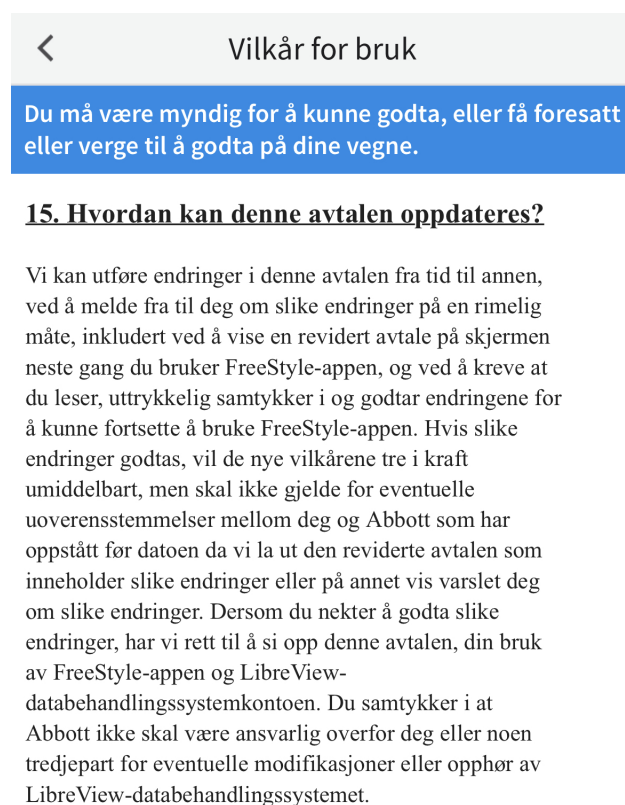 Vilkår for bruk
Du må være myndig for å kunne godta, eller få foresatt
eller verge til å godta på dine vegne.
15. Hvordan kan denne avtalen oppdateres?
Vi kan utføre endringer i denne avtalen fra tid til annen,
ved å melde fra til deg om slike endringer på en rimelig
måte, inkludert ved å vise en revidert avtale på skjermen
neste gang du bruker FreeStyle-appen, og ved å kreve at
du leser, uttrykkelig samtykker i og godtar endringene for
å kunne fortsette å bruke FreeStyle-appen. Hvis slike
endringer godtas, vil de nye vilkårene tre i kraft
umiddelbart, men skal ikke gjelde for eventuelle
uoverensstemmelser mellom deg og Abbott som har
oppstått før datoen da vi la ut den reviderte avtalen som
inneholder slike endringer eller på annet vis varslet deg
om slike endringer. Dersom du nekter å godta slike
endringer, har vi rett til å si opp denne avtalen, din bruk
av FreeStyle-appen og LibreView-
databehandlingssystemkontoen. Du samtykker i at
Abbott ikke skal være ansvarlig overfor deg eller noen
tredjepart for eventuelle modifikasjoner eller opphør av
LibreView-databehandlingssystemet.